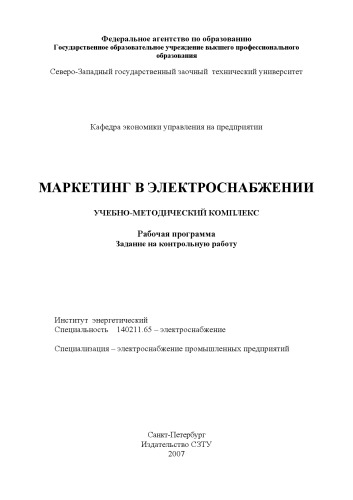 Федеральное агентство по образованию
Государственное образовательное учреждение высшего профессионального
образования
Северо-Западный государственный заочный технический университет
Кафедра экономики управления на предприятии
МАРКЕТИНГ В ЭЛЕКТРОСНАБЖЕНИИ
УЧЕБНО-МЕТОДИЧЕСКИЙ КОМПЛЕКС
Рабочая программа
Задание на контрольную работу
Институт энергетический
Специальность 140211.65 – электроснабжение
Специализация – электроснабжение промышленных предприятий
Санкт-Петербург
Издательство СЗТУ
2007